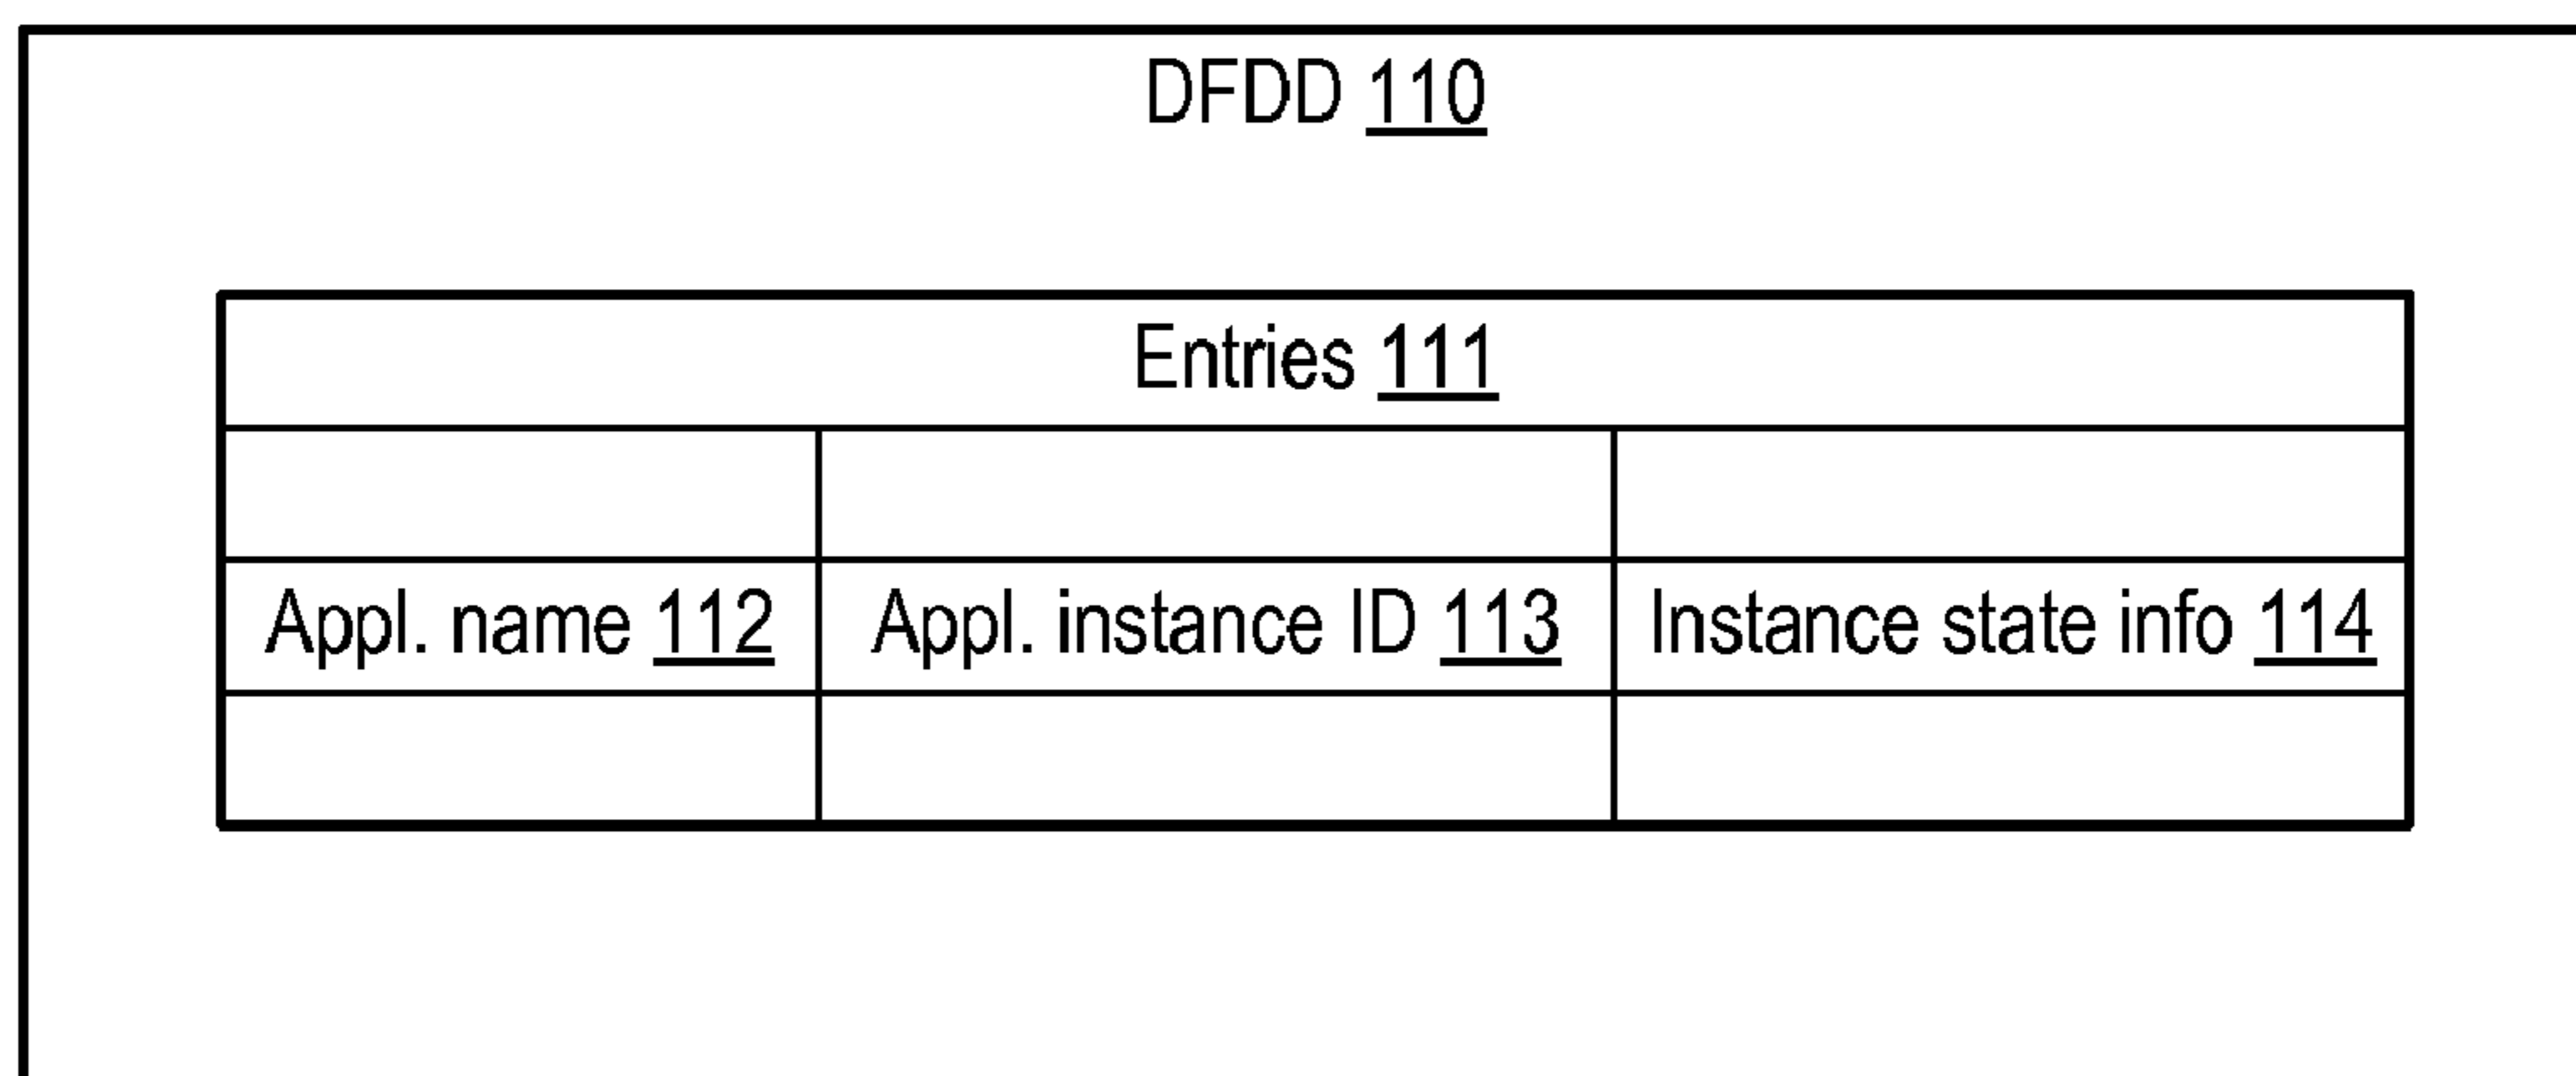 DFDD 110
Entries 111
Appl. name 112 Appl. instance ID 113 Instance state info 114